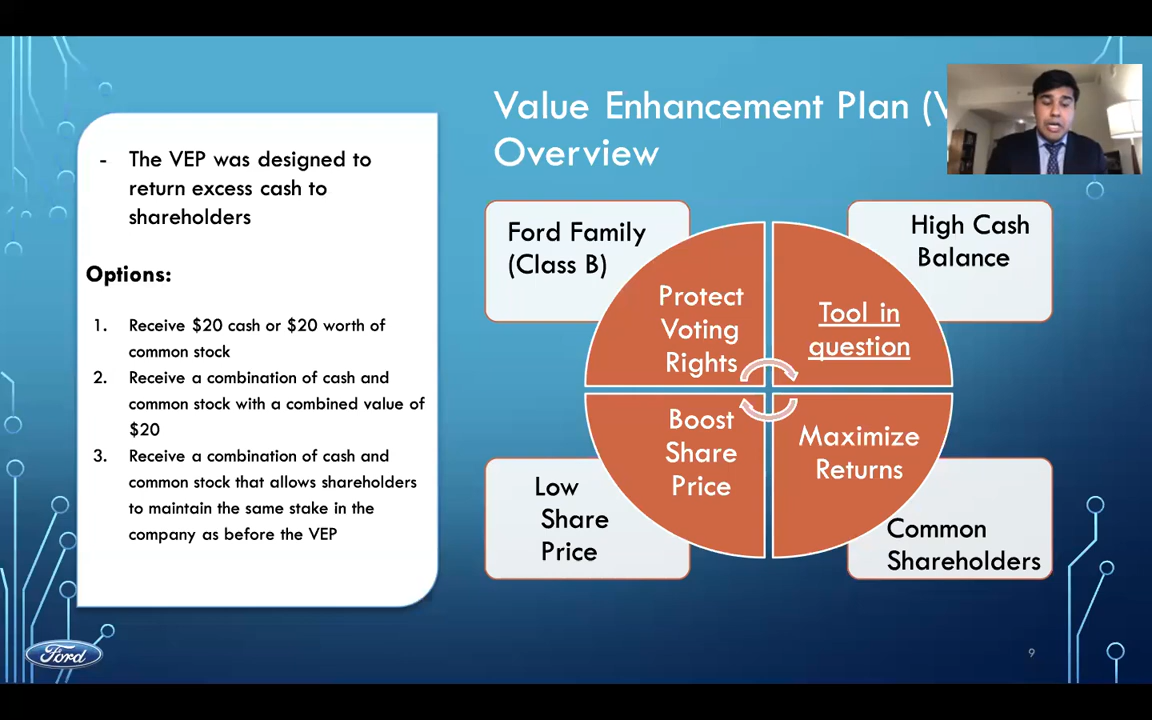 Value Enhancement Plan (
Overview
- The VEP was designed to
return excess cash to
shareholders
Options:
1. Receive $20 cash or $20 worth of
common stock
2. Receive a combination of cash and
common stock with a combined value of
$20
3. Receive a combination of cash and
common stock that allows shareholders
to maintain the same stake in the
company as before the VEP
Ford Family
(Class B)
High Cash
Balance
Protect
Voting
Rights
Tool in
question
Boost
Share
Price
Maximize
Returns
Low
Share
Price
Common
Shareholders
Ford
9